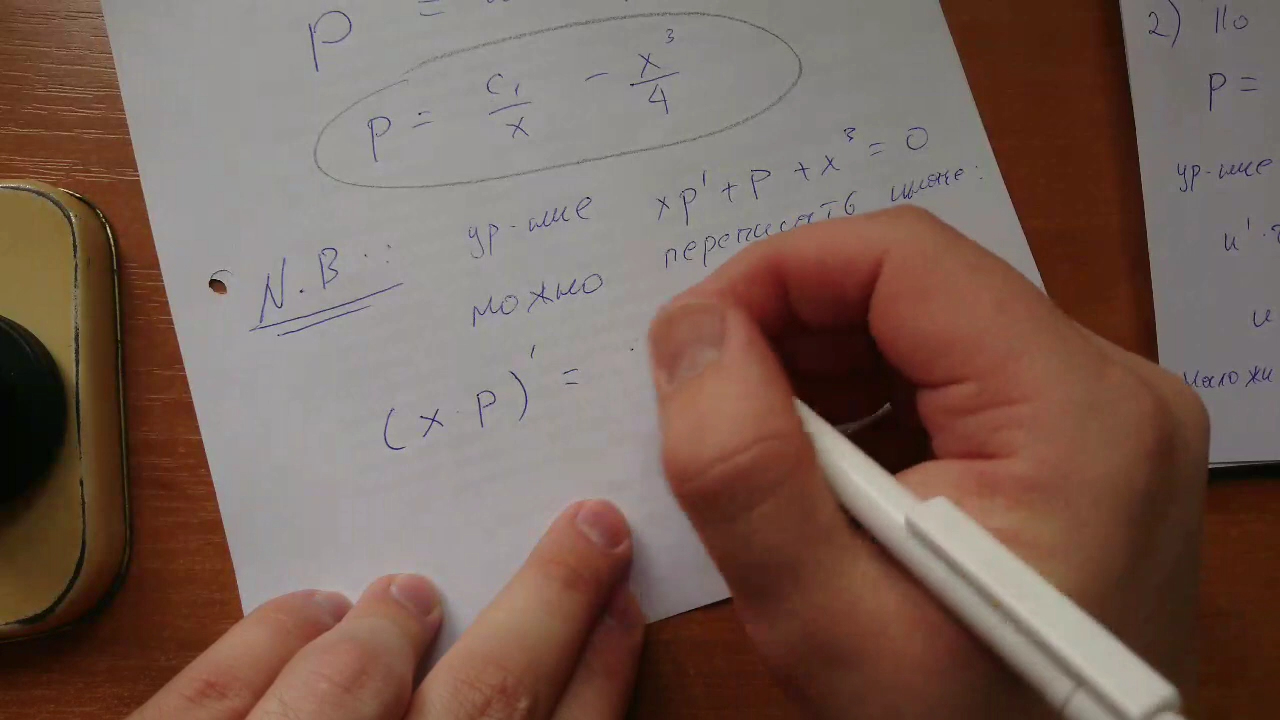 p =
p = C₁/x - x³/4
N.B.: ур-ние xp' + p + x³ = 0
можно переписать иначе:
(x · p)' =
2) По
p =
ур-ние
u' ·
u